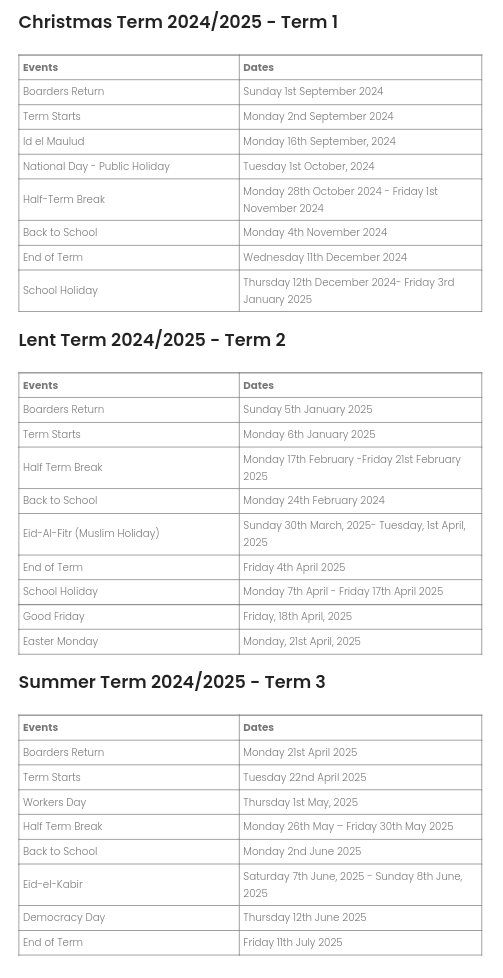 Christmas Term 2024/2025 - Term 1
Events Dates
Boarders Return Sunday 1st September 2024
Term Starts Monday 2nd September 2024
Id el Maulud Monday 16th September, 2024
National Day - Public Holiday Tuesday 1st October, 2024
Half-Term Break Monday 28th October 2024 - Friday 1st
November 2024
Back to School Monday 4th November 2024
End of Term Wednesday 11th December 2024
School Holiday Thursday 12th December 2024- Friday 3rd
January 2025
Lent Term 2024/2025 - Term 2
Events Dates
Boarders Return Sunday 5th January 2025
Term Starts Monday 6th January 2025
Half Term Break Monday 17th February -Friday 21st February
2025
Back to School Monday 24th February 2024
Eid-Al-Fitr (Muslim Holiday) Sunday 30th March, 2025- Tuesday, 1st April,
2025
End of Term Friday 4th April 2025
School Holiday Monday 7th April - Friday 17th April 2025
Good Friday Friday, 18th April, 2025
Easter Monday Monday, 21st April, 2025
Summer Term 2024/2025 - Term 3
Events Dates
Boarders Return Monday 21st April 2025
Term Starts Tuesday 22nd April 2025
Workers Day Thursday 1st May, 2025
Half Term Break Monday 26th May – Friday 30th May 2025
Back to School Monday 2nd June 2025
Eid-el-Kabir Saturday 7th June, 2025 - Sunday 8th June,
2025
Democracy Day Thursday 12th June 2025
End of Term Friday 11th July 2025